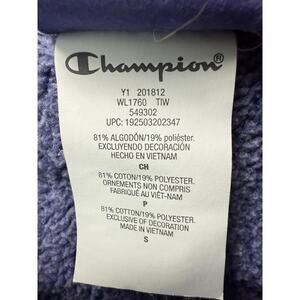 Champion®
Y1 201812
WL1760 TIW
549302
UPC: 192503202347
81% ALGODÓN/19% poliéster.
EXCLUYENDO DECORACIÓN
HECHO EN VIETNAM
CH
81% COTON/19% POLYESTER.
ORNEMENTS NON COMPRIS
FABRIQUÉ AU VIÊT-NAM
P
81% COTTON/19% POLYESTER.
EXCLUSIVE OF DECORATION
MADE IN VIETNAM
S